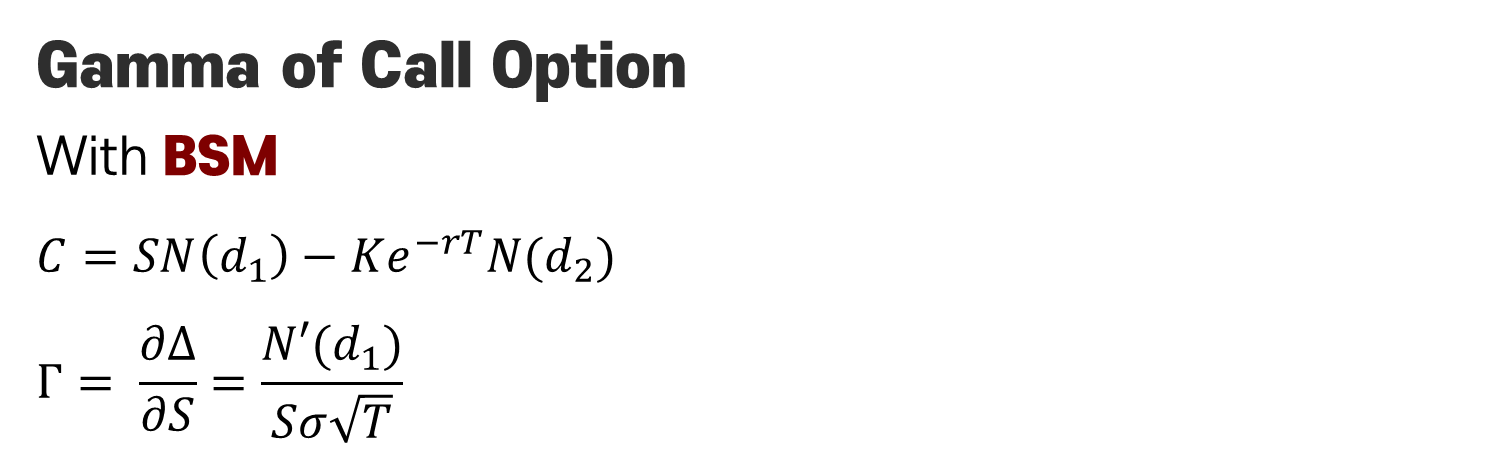 Gamma of Call Option
With BSM
C = SN(d₁) − Ke^{−rT}N(d₂)
Γ = ∂Δ/∂S = N′(d₁)/(Sσ√T)